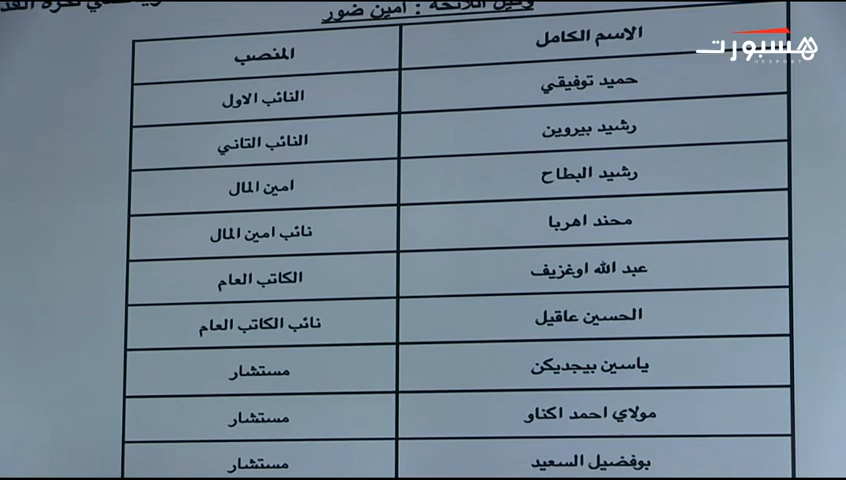 وكيل اللائحة : امين ضور
هسبورت
HESPORT
الاسم الكامل المنصب
حميد توفيقي النائب الاول
رشيد بيروين النائب التاني
رشيد البطاح امين المال
محند اهربا نائب امين المال
عبد الله اوغزيف الكاتب العام
الحسين عاقيل نائب الكاتب العام
ياسين بيجديكن مستشار
مولاي احمد اكناو مستشار
بوفضيل السعيد مستشار